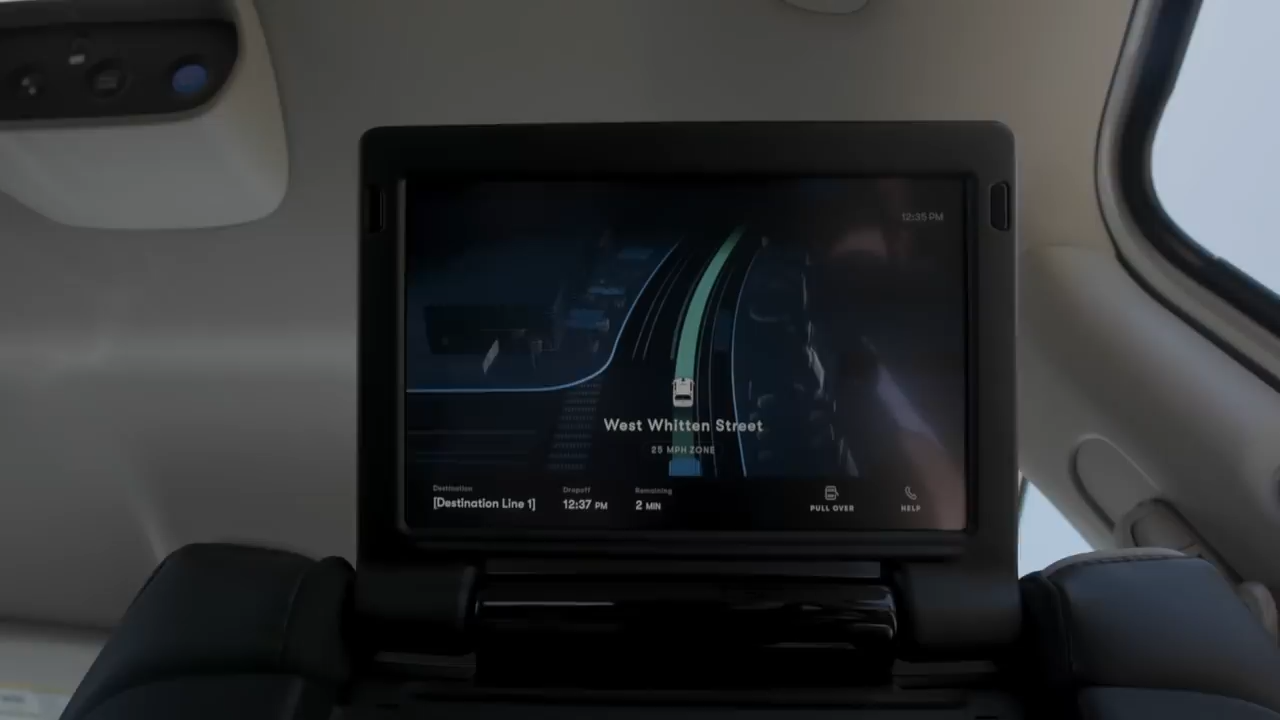 12:35 PM
West Whitten Street
25 MPH ZONE
Destination
[Destination Line 1]
Dropoff
12:37 PM
Remaining
2 MIN
PULL OVER
HELP